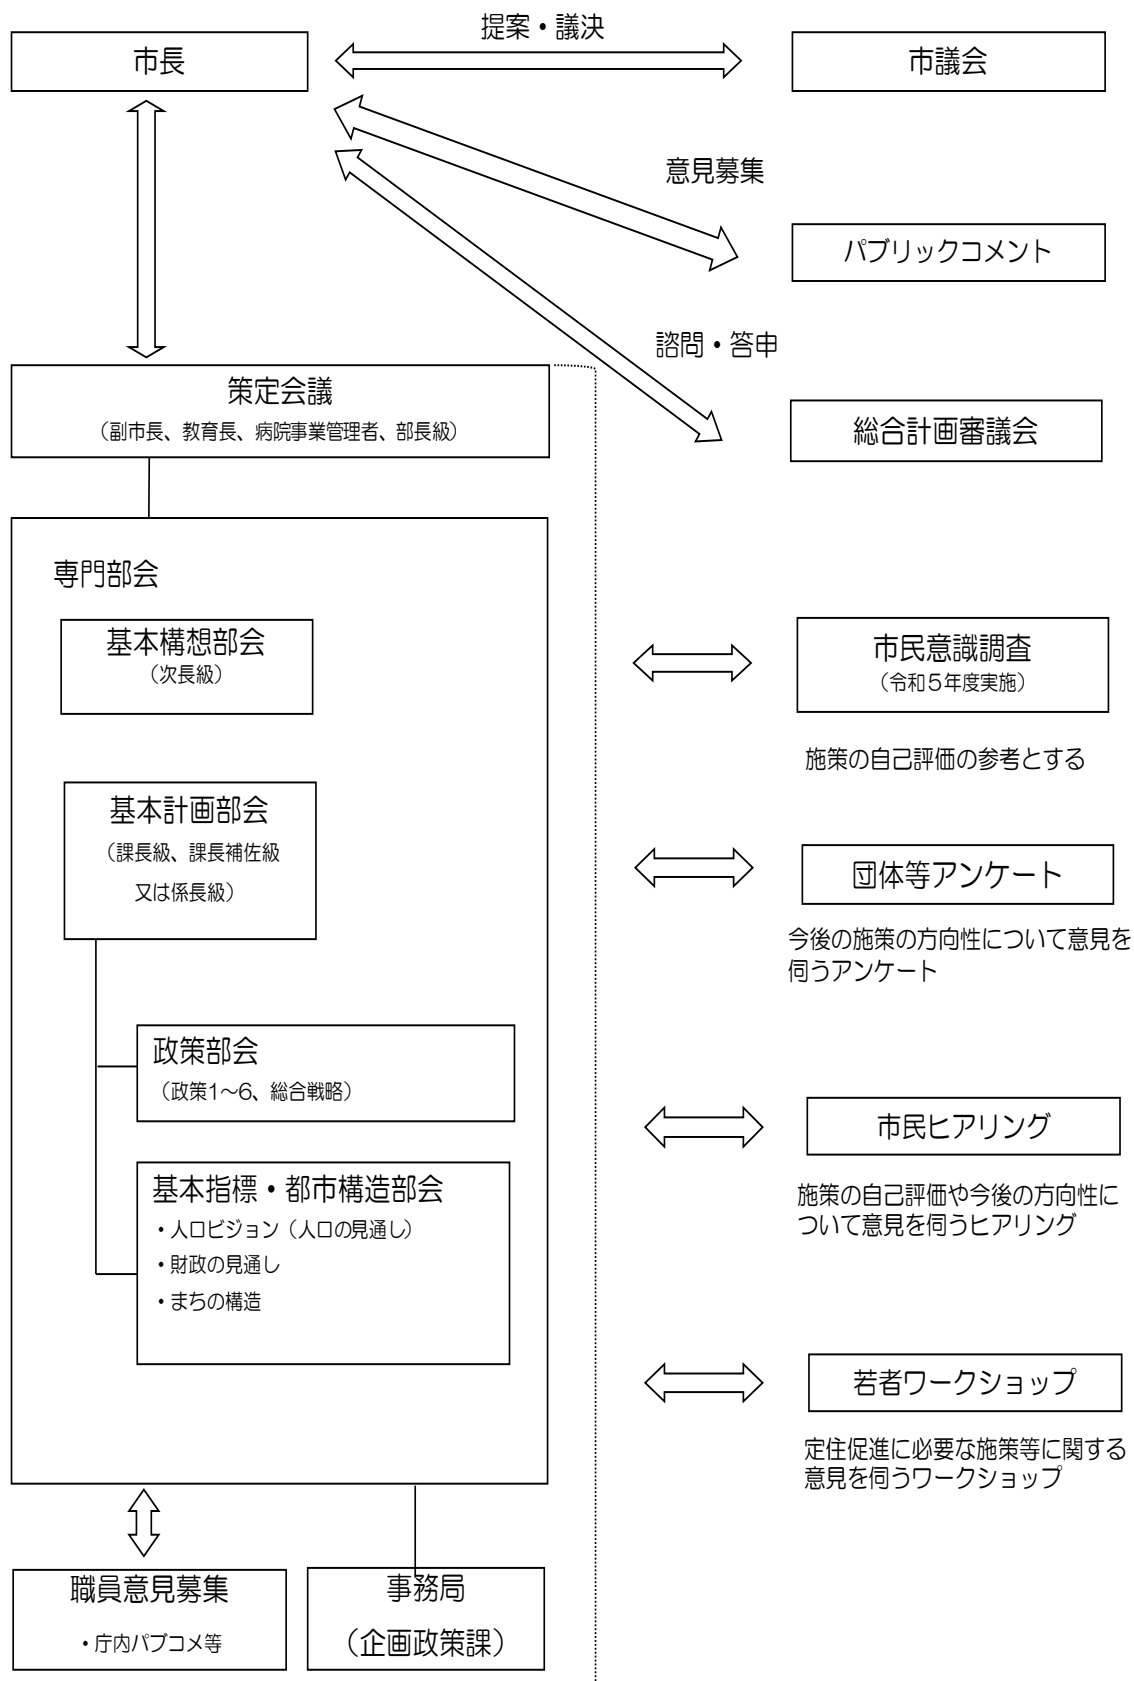 提案・議決
市長
市議会
意見募集
パブリックコメント
諮問・答申
策定会議
（副市長、教育長、病院事業管理者、部長級）
総合計画審議会
専門部会
基本構想部会
（次長級）
市民意識調査
（令和５年度実施）
施策の自己評価の参考とする
基本計画部会
（課長級、課長補佐級
又は係長級）
団体等アンケート
今後の施策の方向性について意見を
伺うアンケート
政策部会
（政策1～6、総合戦略）
市民ヒアリング
施策の自己評価や今後の方向性に
ついて意見を伺うヒアリング
基本指標・都市構造部会
・人口ビジョン（人口の見通し）
・財政の見通し
・まちの構造
若者ワークショップ
定住促進に必要な施策等に関する
意見を伺うワークショップ
職員意見募集
・庁内パブコメ等
事務局
（企画政策課）